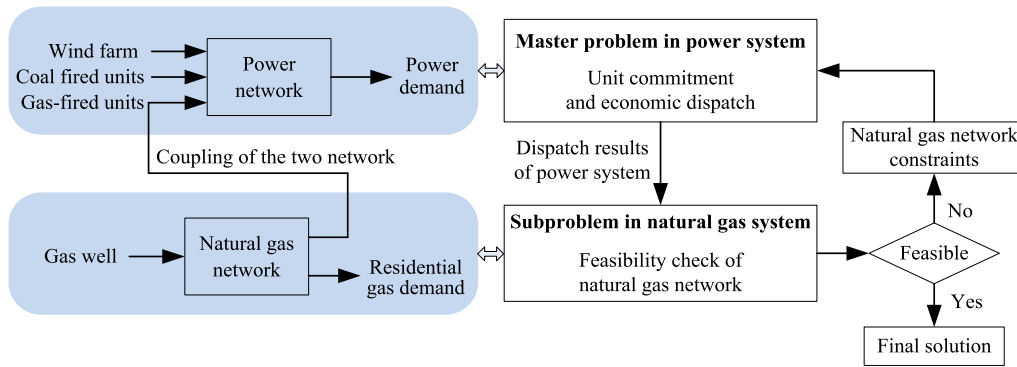 Wind farm
Coal fired units
Gas-fired units
Power
network
Power
demand
Coupling of the two network
Gas well
Natural gas
network
Residential
gas demand
Master problem in power system
Unit commitment
and economic dispatch
Dispatch results
of power system
Subproblem in natural gas system
Feasibility check of
natural gas network
Natural gas network
constraints
No
Feasible
Yes
Final solution